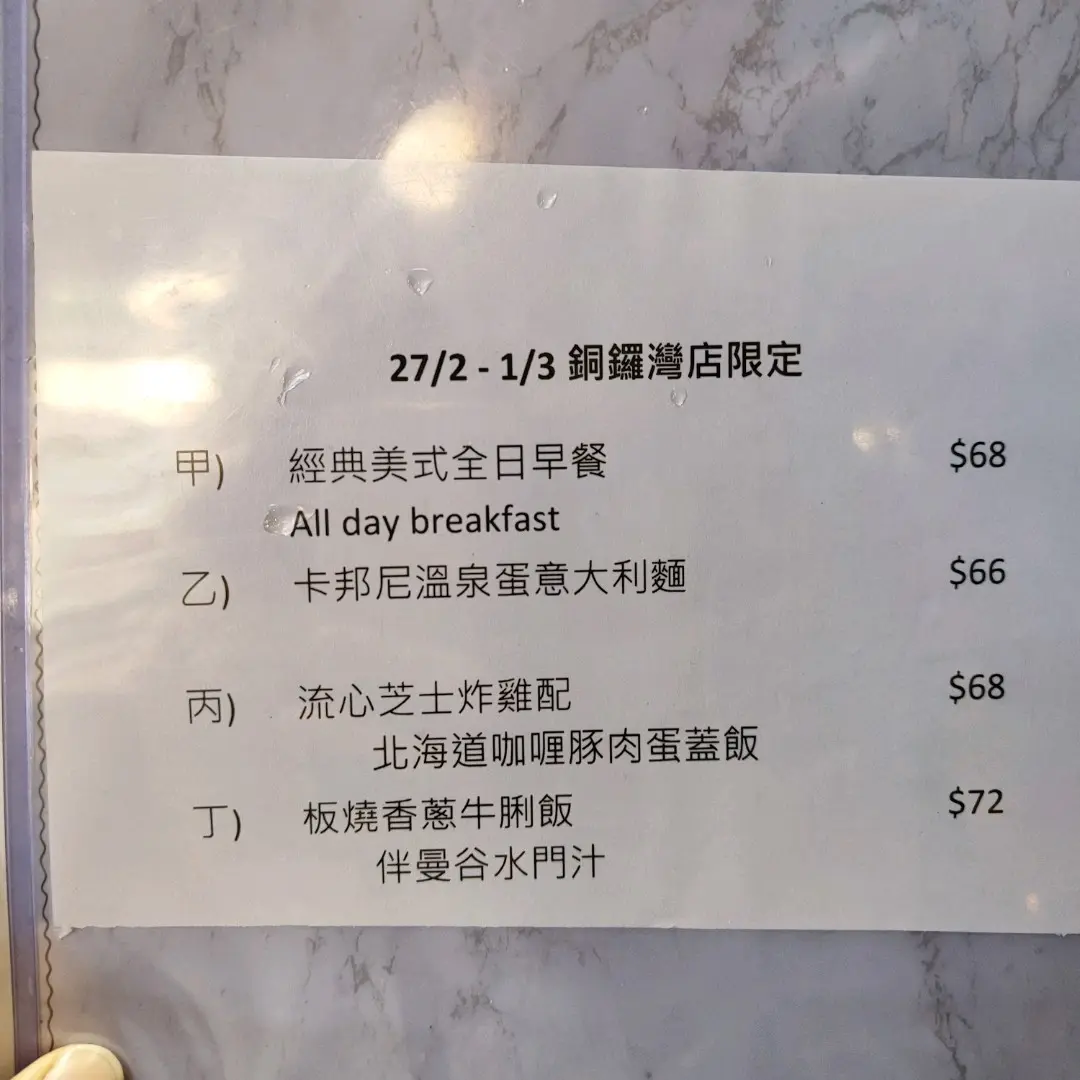 27/2 - 1/3 銅鑼灣店限定
甲) 經典美式全日早餐 $68
All day breakfast
乙) 卡邦尼溫泉蛋意大利麵 $66
丙) 流心芝士炸雞配 $68
北海道咖喱豚肉蛋蓋飯
丁) 板燒香蔥牛脷飯 $72
伴曼谷水門汁